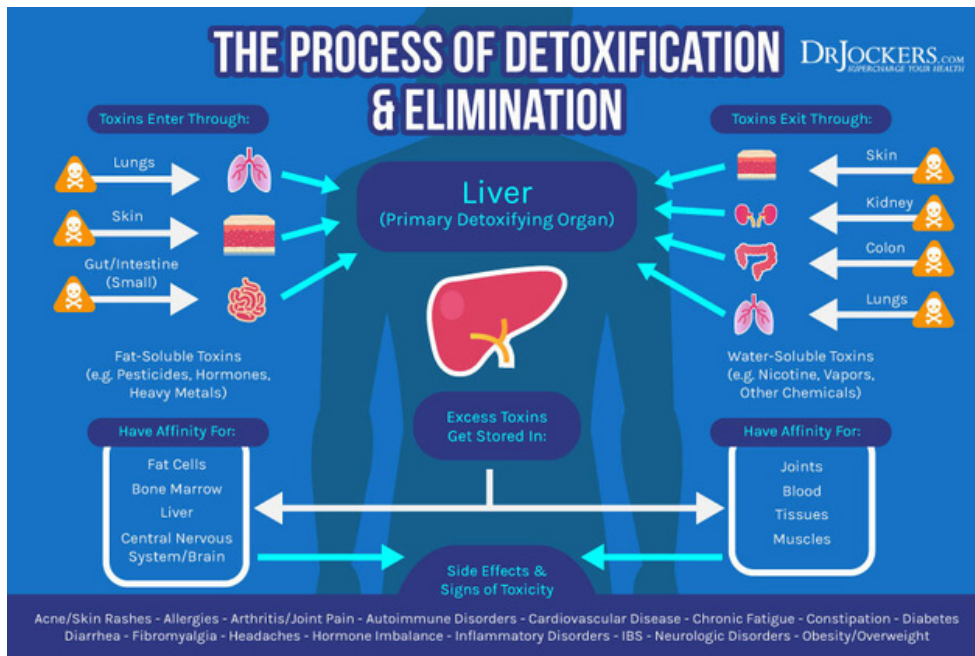 THE PROCESS OF DETOXIFICATION
& ELIMINATION
DRJOCKERS.COM
SUPERCHARGE YOUR HEALTH
Toxins Enter Through:
Lungs
Skin
Gut/Intestine
(Small)
Fat-Soluble Toxins
(e.g. Pesticides, Hormones,
Heavy Metals)
Have Affinity For:
Fat Cells
Bone Marrow
Liver
Central Nervous
System/Brain
Liver
(Primary Detoxifying Organ)
Excess Toxins
Get Stored In:
Toxins Exit Through:
Skin
Kidney
Colon
Lungs
Water-Soluble Toxins
(e.g. Nicotine, Vapors,
Other Chemicals)
Have Affinity For:
Joints
Blood
Tissues
Muscles
Side Effects &
Signs of Toxicity
Acne/Skin Rashes - Allergies - Arthritis/Joint Pain - Autoimmune Disorders - Cardiovascular Disease - Chronic Fatigue - Constipation - Diabetes
Diarrhea - Fibromyalgia - Headaches - Hormone Imbalance - Inflammatory Disorders - IBS - Neurologic Disorders - Obesity/Overweight